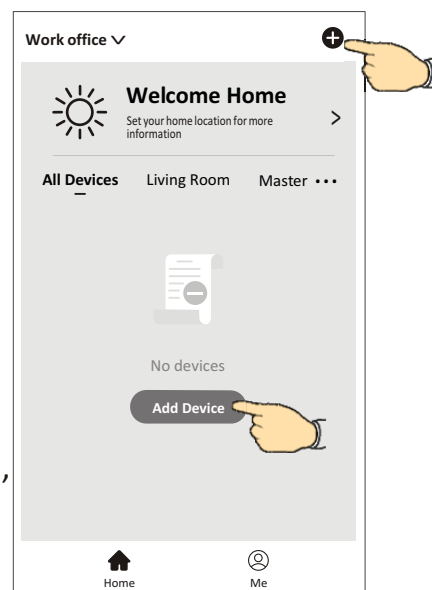 Work office
Welcome Home
Set your home location for more
information
All Devices Living Room Master •••
No devices
Add Device
,
Home Me